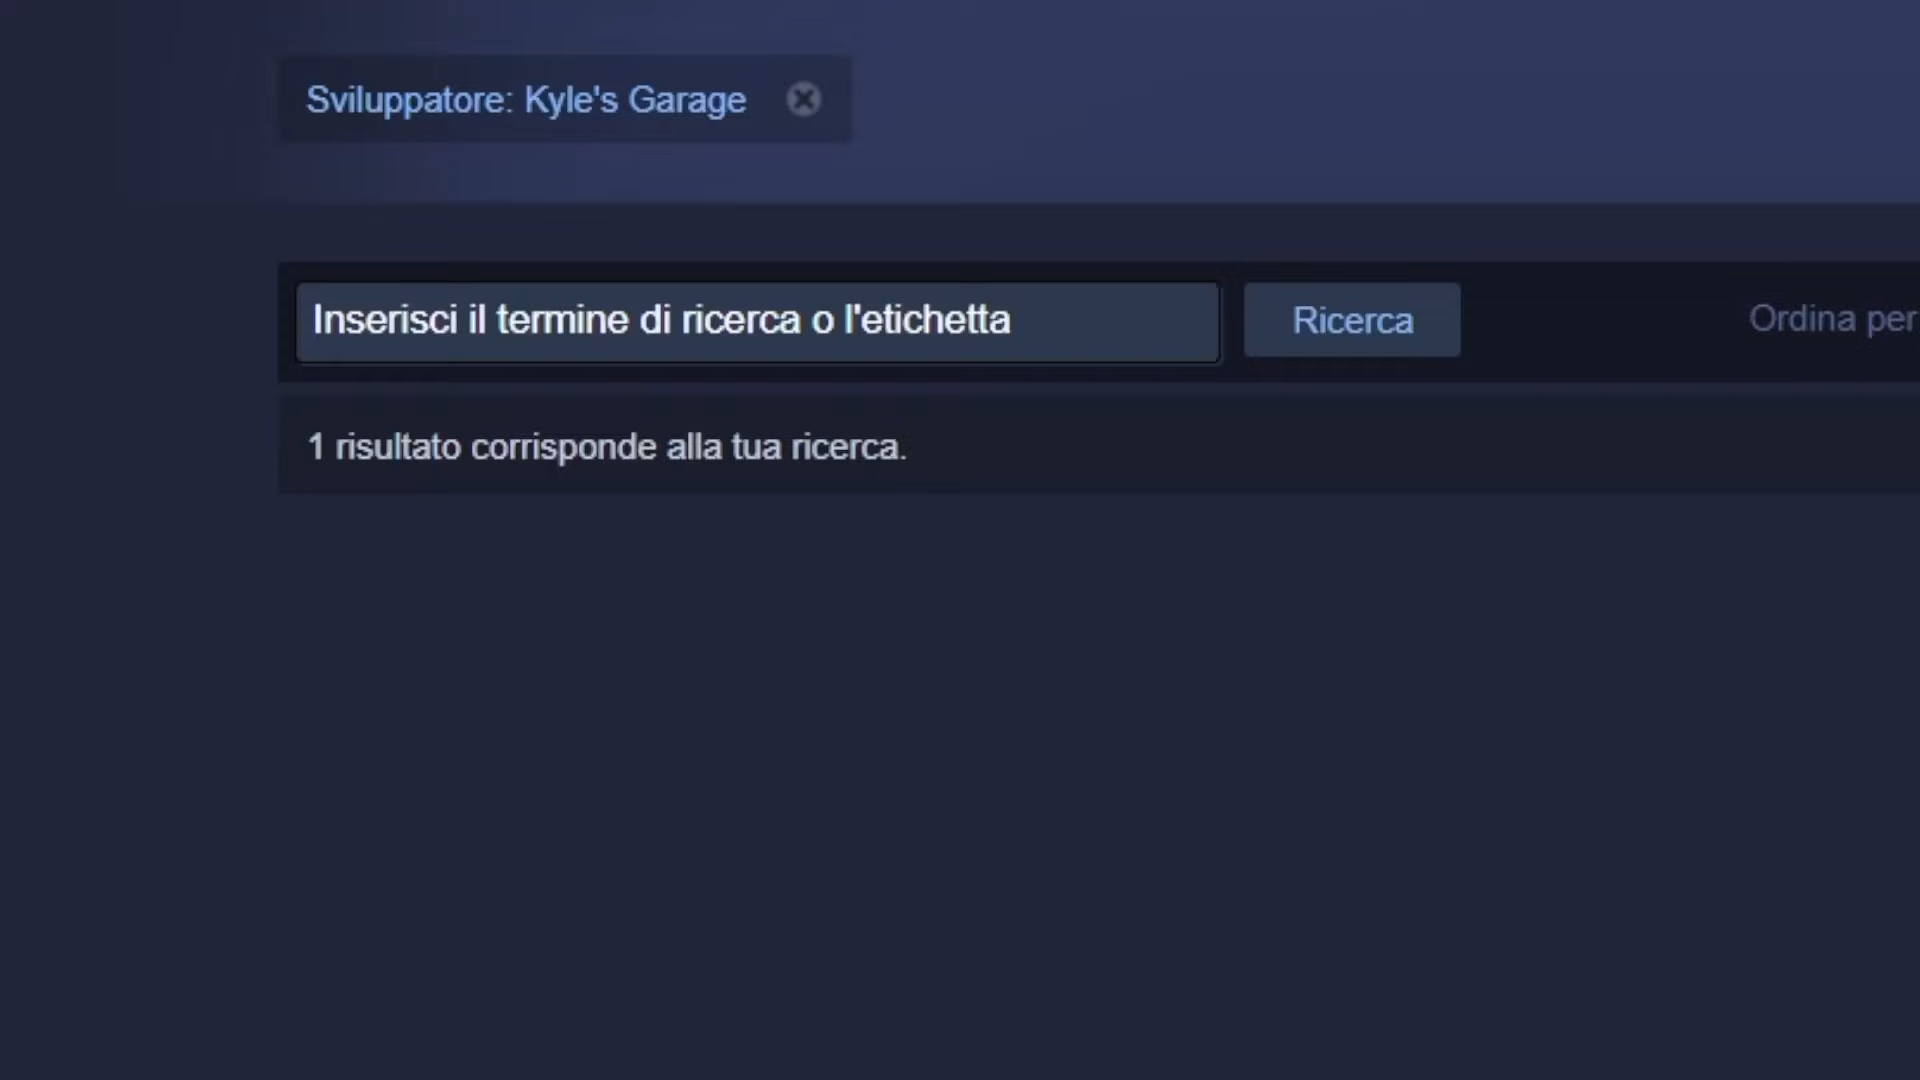 Sviluppatore: Kyle's Garage
Inserisci il termine di ricerca o l'etichetta
Ricerca
Ordina per
1 risultato corrisponde alla tua ricerca.